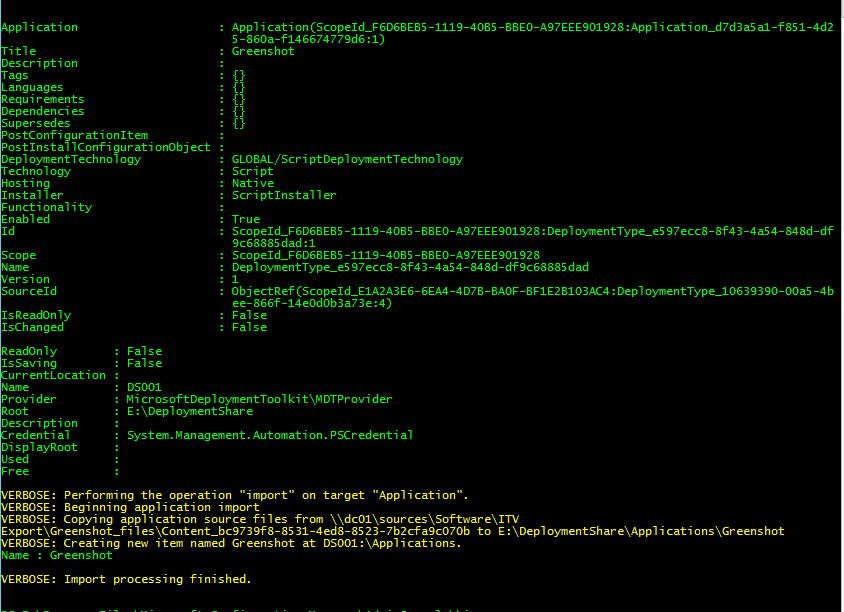 Application : Application(ScopeId_F6D6BEB5-1119-40B5-BBE0-A97EEE901928:Application_d7d3a5a1-f851-4d2
5-860a-f146674779d6:1)
Title : Greenshot
Description :
Tags : {}
Languages : {}
Requirements : {}
Dependencies : {}
Supersedes : {}
PostConfigurationItem :
PostInstallConfigurationObject :
DeploymentTechnology : GLOBAL/ScriptDeploymentTechnology
Technology : Script
Hosting : Native
Installer : ScriptInstaller
Functionality :
Enabled : True
Id : ScopeId_F6D6BEB5-1119-40B5-BBE0-A97EEE901928:DeploymentType_e597ecc8-8f43-4a54-848d-df
9c68885dad:1
Scope : ScopeId_F6D6BEB5-1119-40B5-BBE0-A97EEE901928
Name : DeploymentType_e597ecc8-8f43-4a54-848d-df9c68885dad
Version : 1
SourceId : ObjectRef(ScopeId_E1A2A3E6-6EA4-4D7B-BA0F-BF1E2B103AC4:DeploymentType_10639390-00a5-4b
ee-866f-14e0d0b3a73e:4)
IsReadOnly : False
IsChanged : False
ReadOnly : False
IsSaving : False
CurrentLocation :
Name : DS001
Provider : MicrosoftDeploymentToolkit\MDTProvider
Root : E:\DeploymentShare
Description :
Credential : System.Management.Automation.PSCredential
DisplayRoot :
Used :
Free :
VERBOSE: Performing the operation "import" on target "Application".
VERBOSE: Beginning application import
VERBOSE: Copying application source files from \\dc01\sources\Software\ITV
Export\Greenshot_files\Content_bc9739f8-8531-4ed8-8523-7b2cfa9c070b to E:\DeploymentShare\Applications\Greenshot
VERBOSE: Creating new item named Greenshot at DS001:\Applications.
Name : Greenshot
VERBOSE: Import processing finished.